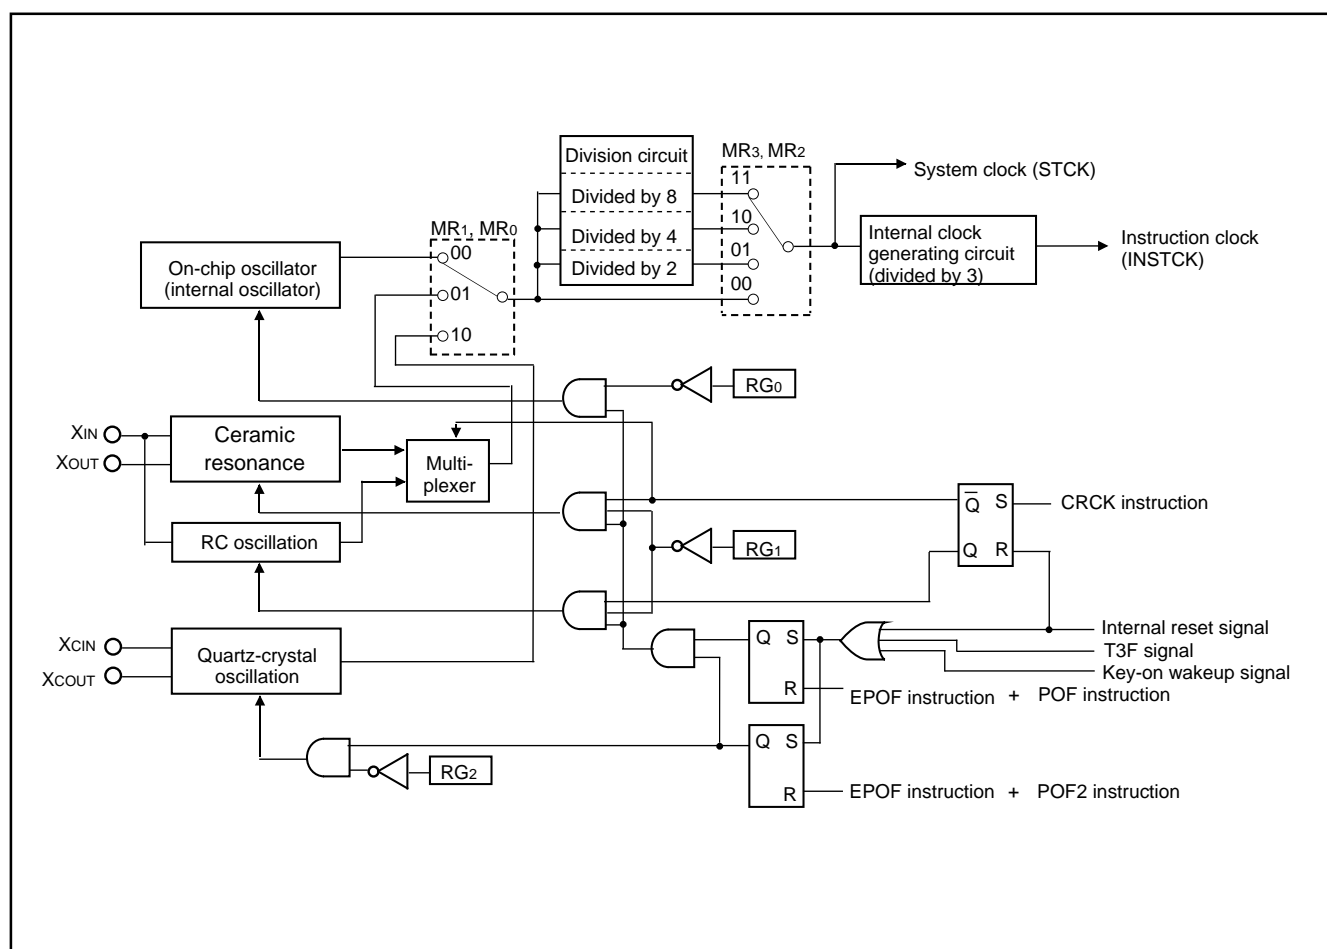 Division circuit
MR3, MR2
System clock (STCK)
11
Divided by 8
10
MR1, MR0
Divided by 4
Internal clock
generating circuit
(divided by 3)
Instruction clock
(INSTCK)
00
01
Divided by 2
On-chip oscillator
(internal oscillator)
01
00
10
RG0
XIN
Ceramic
resonance
XOUT
Multi-
plexer
Q
S
CRCK instruction
RC oscillation
RG1
Q
R
Internal reset signal
XCIN
Q
S
T3F signal
Quartz-crystal
oscillation
Key-on wakeup signal
XCOUT
R
EPOF instruction + POF instruction
Q
S
RG2
R
EPOF instruction + POF2 instruction